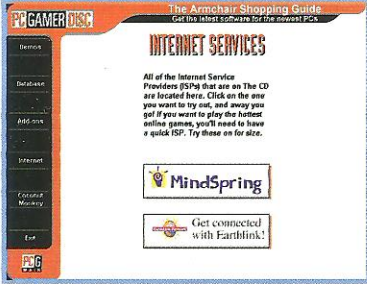 PC GAMER DISC
The Armchair Shopping Guide
Get the latest software for the newest PCs
INTERNET SERVICES
Demos
Database
Add-ons
Internet
Coconut
Monkey
Exit
PCG
MAIN
All of the Internet Service
Providers (ISPs) that are on The CD
are located here. Click on the one
you want to try out, and away you
go! If you want to play the hottest
online games, you'll need to have
a quick ISP. Try these on for size.
MindSpring
Get connected
with Earthlink!